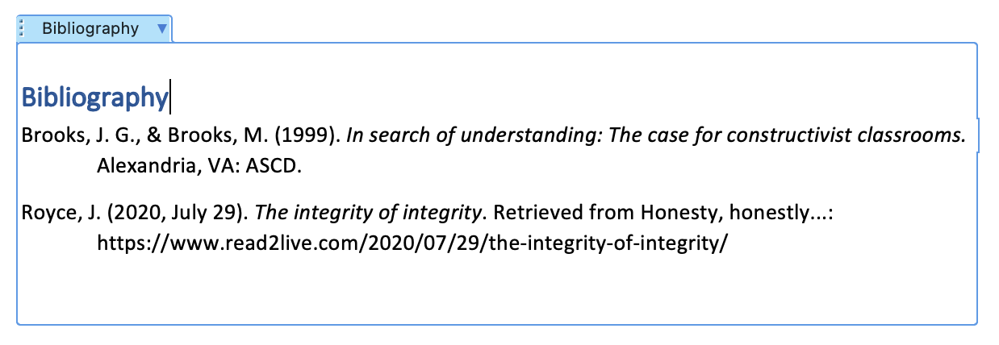 Bibliography
Bibliography
Brooks, J. G., & Brooks, M. (1999). In search of understanding: The case for constructivist classrooms.
Alexandria, VA: ASCD.
Royce, J. (2020, July 29). The integrity of integrity. Retrieved from Honesty, honestly...:
https://www.read2live.com/2020/07/29/the-integrity-of-integrity/